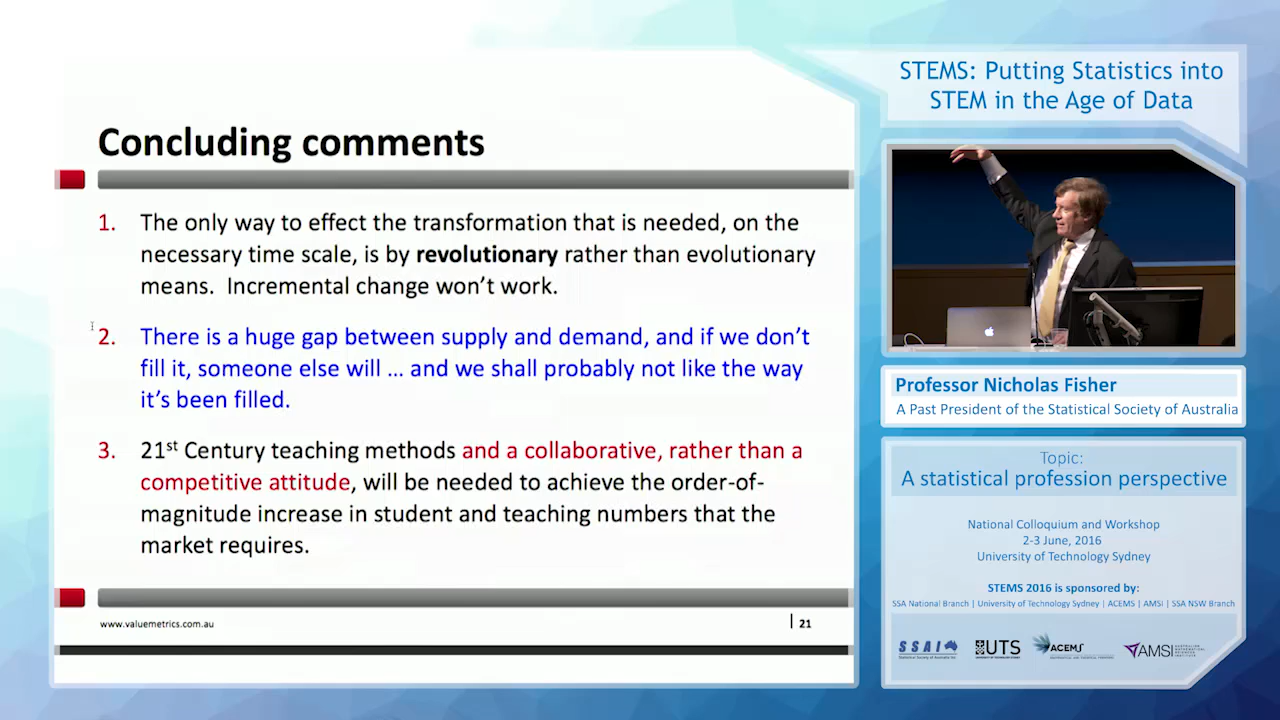 Concluding comments
1. The only way to effect the transformation that is needed, on the
necessary time scale, is by revolutionary rather than evolutionary
means. Incremental change won't work.
2. There is a huge gap between supply and demand, and if we don't
fill it, someone else will ... and we shall probably not like the way
it's been filled.
3. 21st Century teaching methods and a collaborative, rather than a
competitive attitude, will be needed to achieve the order-of-
magnitude increase in student and teaching numbers that the
market requires.
www.valuemetrics.com.au
21
STEMS: Putting Statistics into
STEM in the Age of Data
Professor Nicholas Fisher
A Past President of the Statistical Society of Australia
Topic:
A statistical profession perspective
National Colloquium and Workshop
2-3 June, 2016
University of Technology Sydney
STEMS 2016 is sponsored by:
SSA National Branch | University of Technology Sydney | ACEMS | AMSI | SSA NSW Branch
SSAI
UTS
ACEMS
AMSI